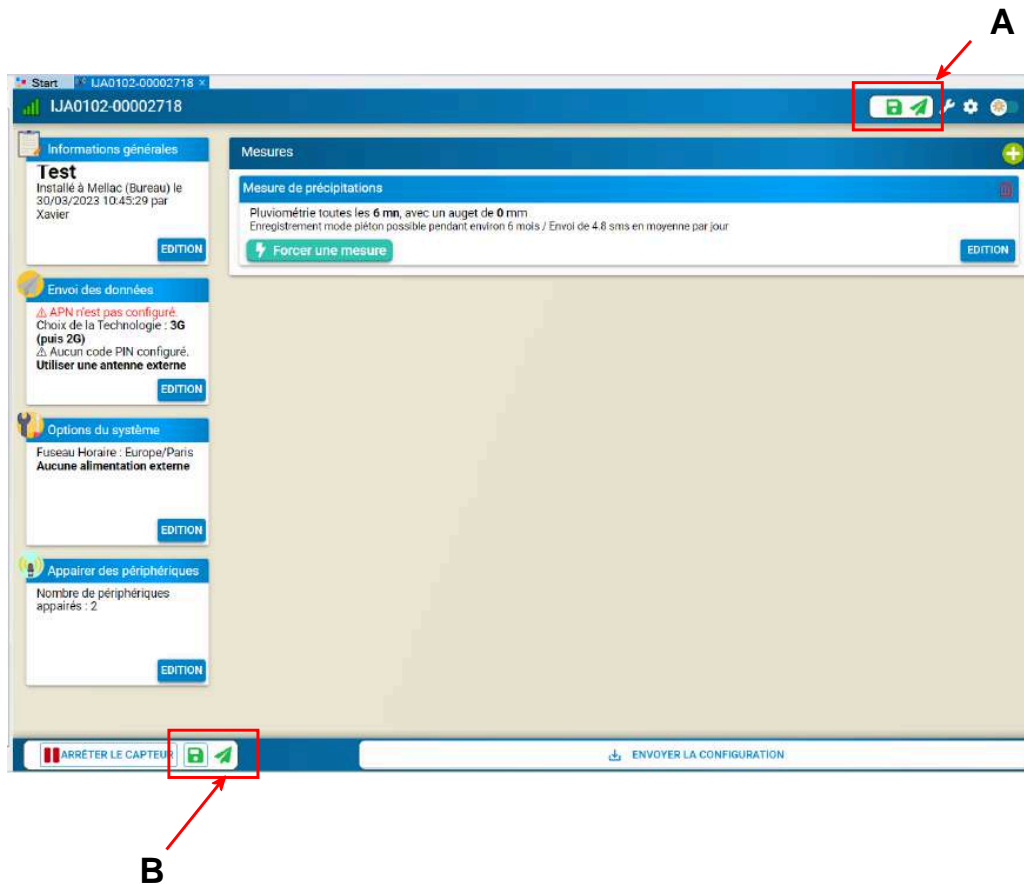 A
Start IJA0102-00002718 ×
IJA0102-00002718
Informations générales
Test
Installé à Mellac (Bureau) le
30/03/2023 10:45:29 par
Xavier
EDITION
Envoi des données
⚠ APN n'est pas configuré.
Choix de la Technologie : 3G
(puis 2G)
⚠ Aucun code PIN configuré.
Utiliser une antenne externe
EDITION
Options du système
Fuseau Horaire : Europe/Paris
Aucune alimentation externe
EDITION
Appairer des périphériques
Nombre de périphériques
appairés : 2
EDITION
Mesures
Mesure de précipitations
Pluviométrie toutes les 6 mn, avec un auget de 0 mm
Enregistrement mode piéton possible pendant environ 6 mois / Envoi de 4.8 sms en moyenne par jour
Forcer une mesure
EDITION
ARRÊTER LE CAPTEUR
ENVOYER LA CONFIGURATION
B